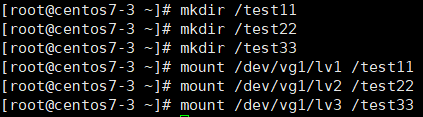 [root@centos7-3 ~]# mkdir /test11
[root@centos7-3 ~]# mkdir /test22
[root@centos7-3 ~]# mkdir /test33
[root@centos7-3 ~]# mount /dev/vg1/lv1 /test11
[root@centos7-3 ~]# mount /dev/vg1/lv2 /test22
[root@centos7-3 ~]# mount /dev/vg1/lv3 /test33